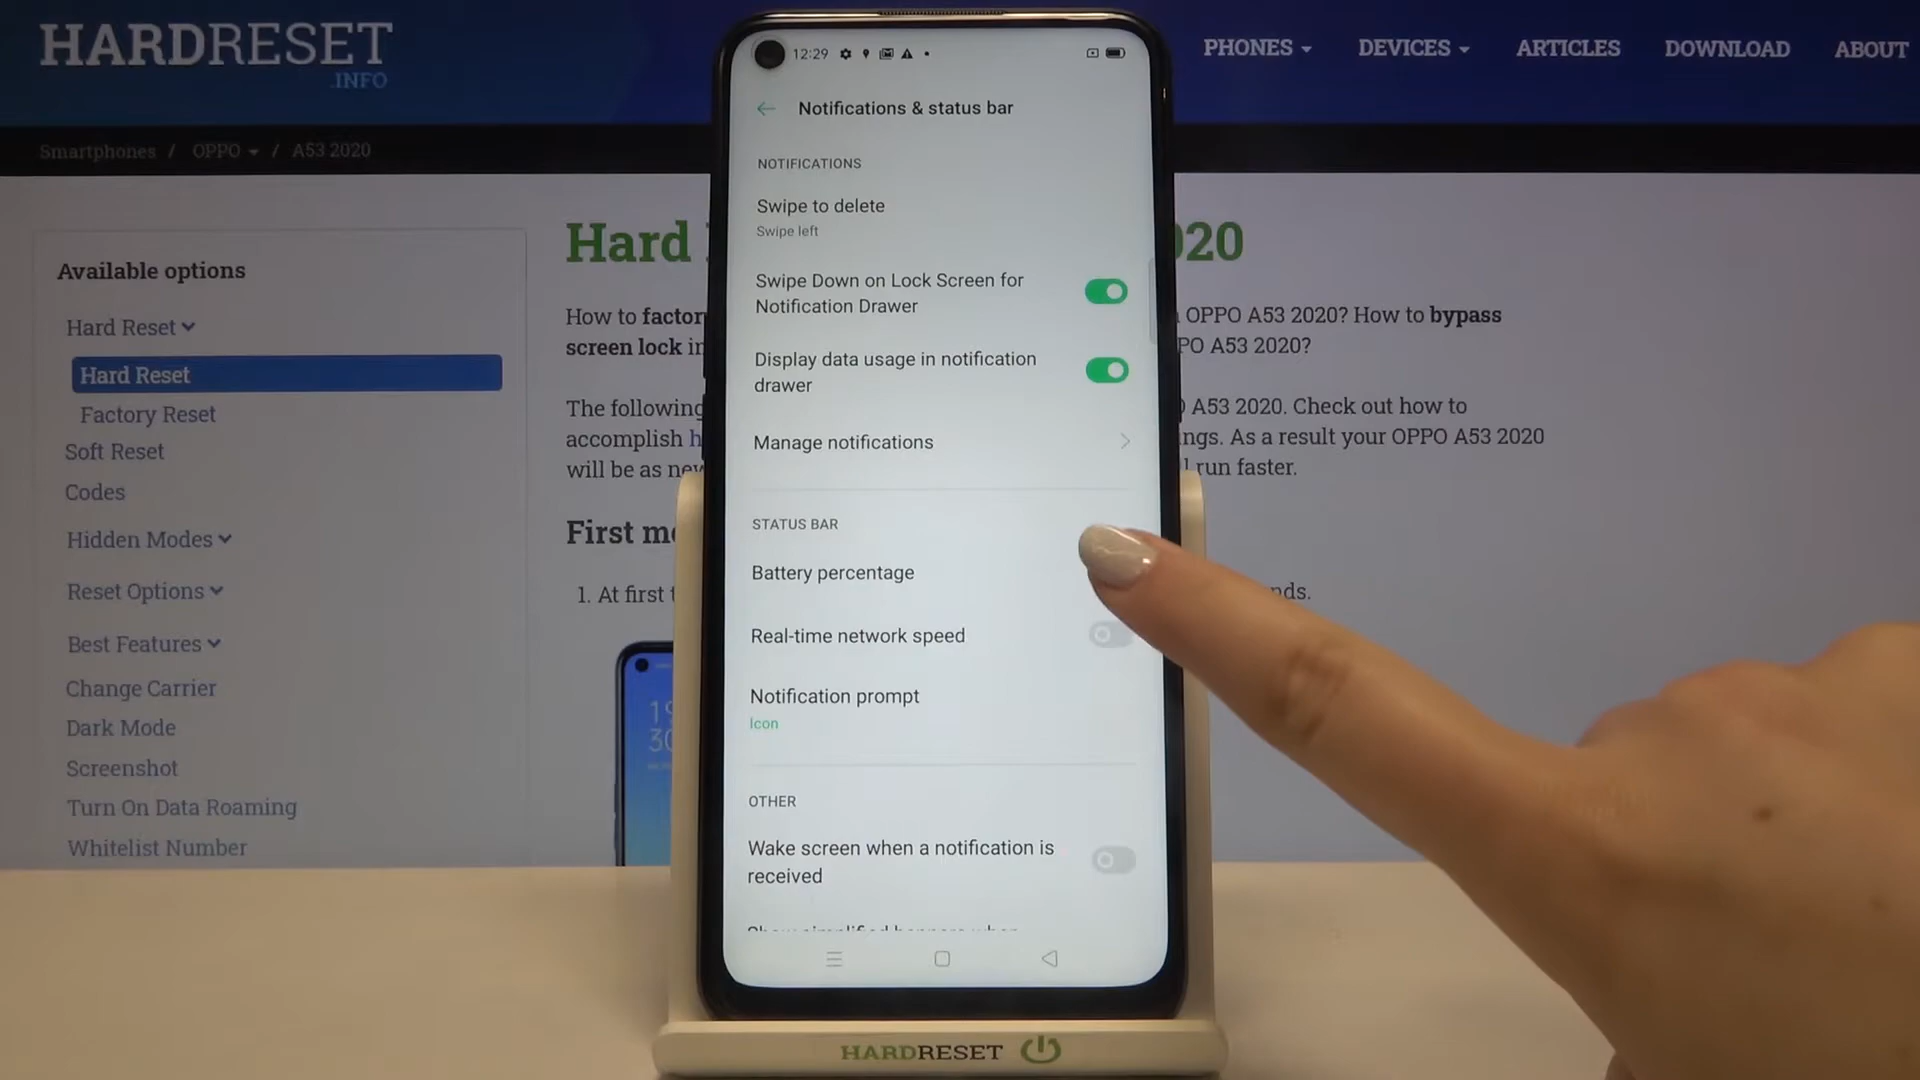 HARDRESET
.INFO
PHONES
DEVICES
ARTICLES
DOWNLOAD
ABOUT
Smartphones / OPPO / A53 2020
Available options
Hard Reset
Hard Reset
Factory Reset
Soft Reset
Codes
Hidden Modes
Reset Options
Best Features
Change Carrier
Dark Mode
Screenshot
Turn On Data Roaming
Whitelist Number
Hard
020
How to factor
OPPO A53 2020? How to bypass
screen lock in
PO A53 2020?
The following
A53 2020. Check out how to
accomplish h
ngs. As a result your OPPO A53 2020
will be as new
run faster.
First me
1. At first t
nds.
12:29
Notifications & status bar
NOTIFICATIONS
Swipe to delete
Swipe left
Swipe Down on Lock Screen for
Notification Drawer
Display data usage in notification
drawer
Manage notifications
STATUS BAR
Battery percentage
Real-time network speed
Notification prompt
Icon
OTHER
Wake screen when a notification is
received
HARDRESET